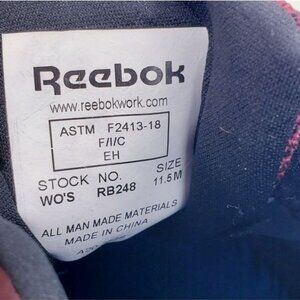 Reebok
www.reebokwork.com
ASTM F2413-18
F/I/C
EH
STOCK NO. SIZE
WO'S RB248 11.5 M
ALL MAN MADE MATERIALS
MADE IN CHINA